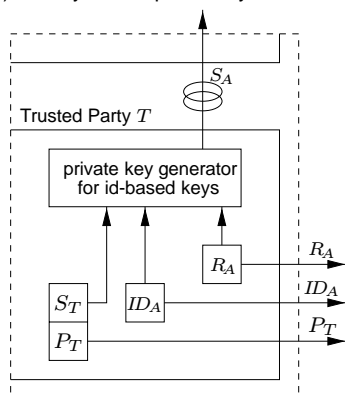 S_A
Trusted Party T
private key generator
for id-based keys
R_A
R_A
S_T
ID_A
ID_A
P_T
P_T